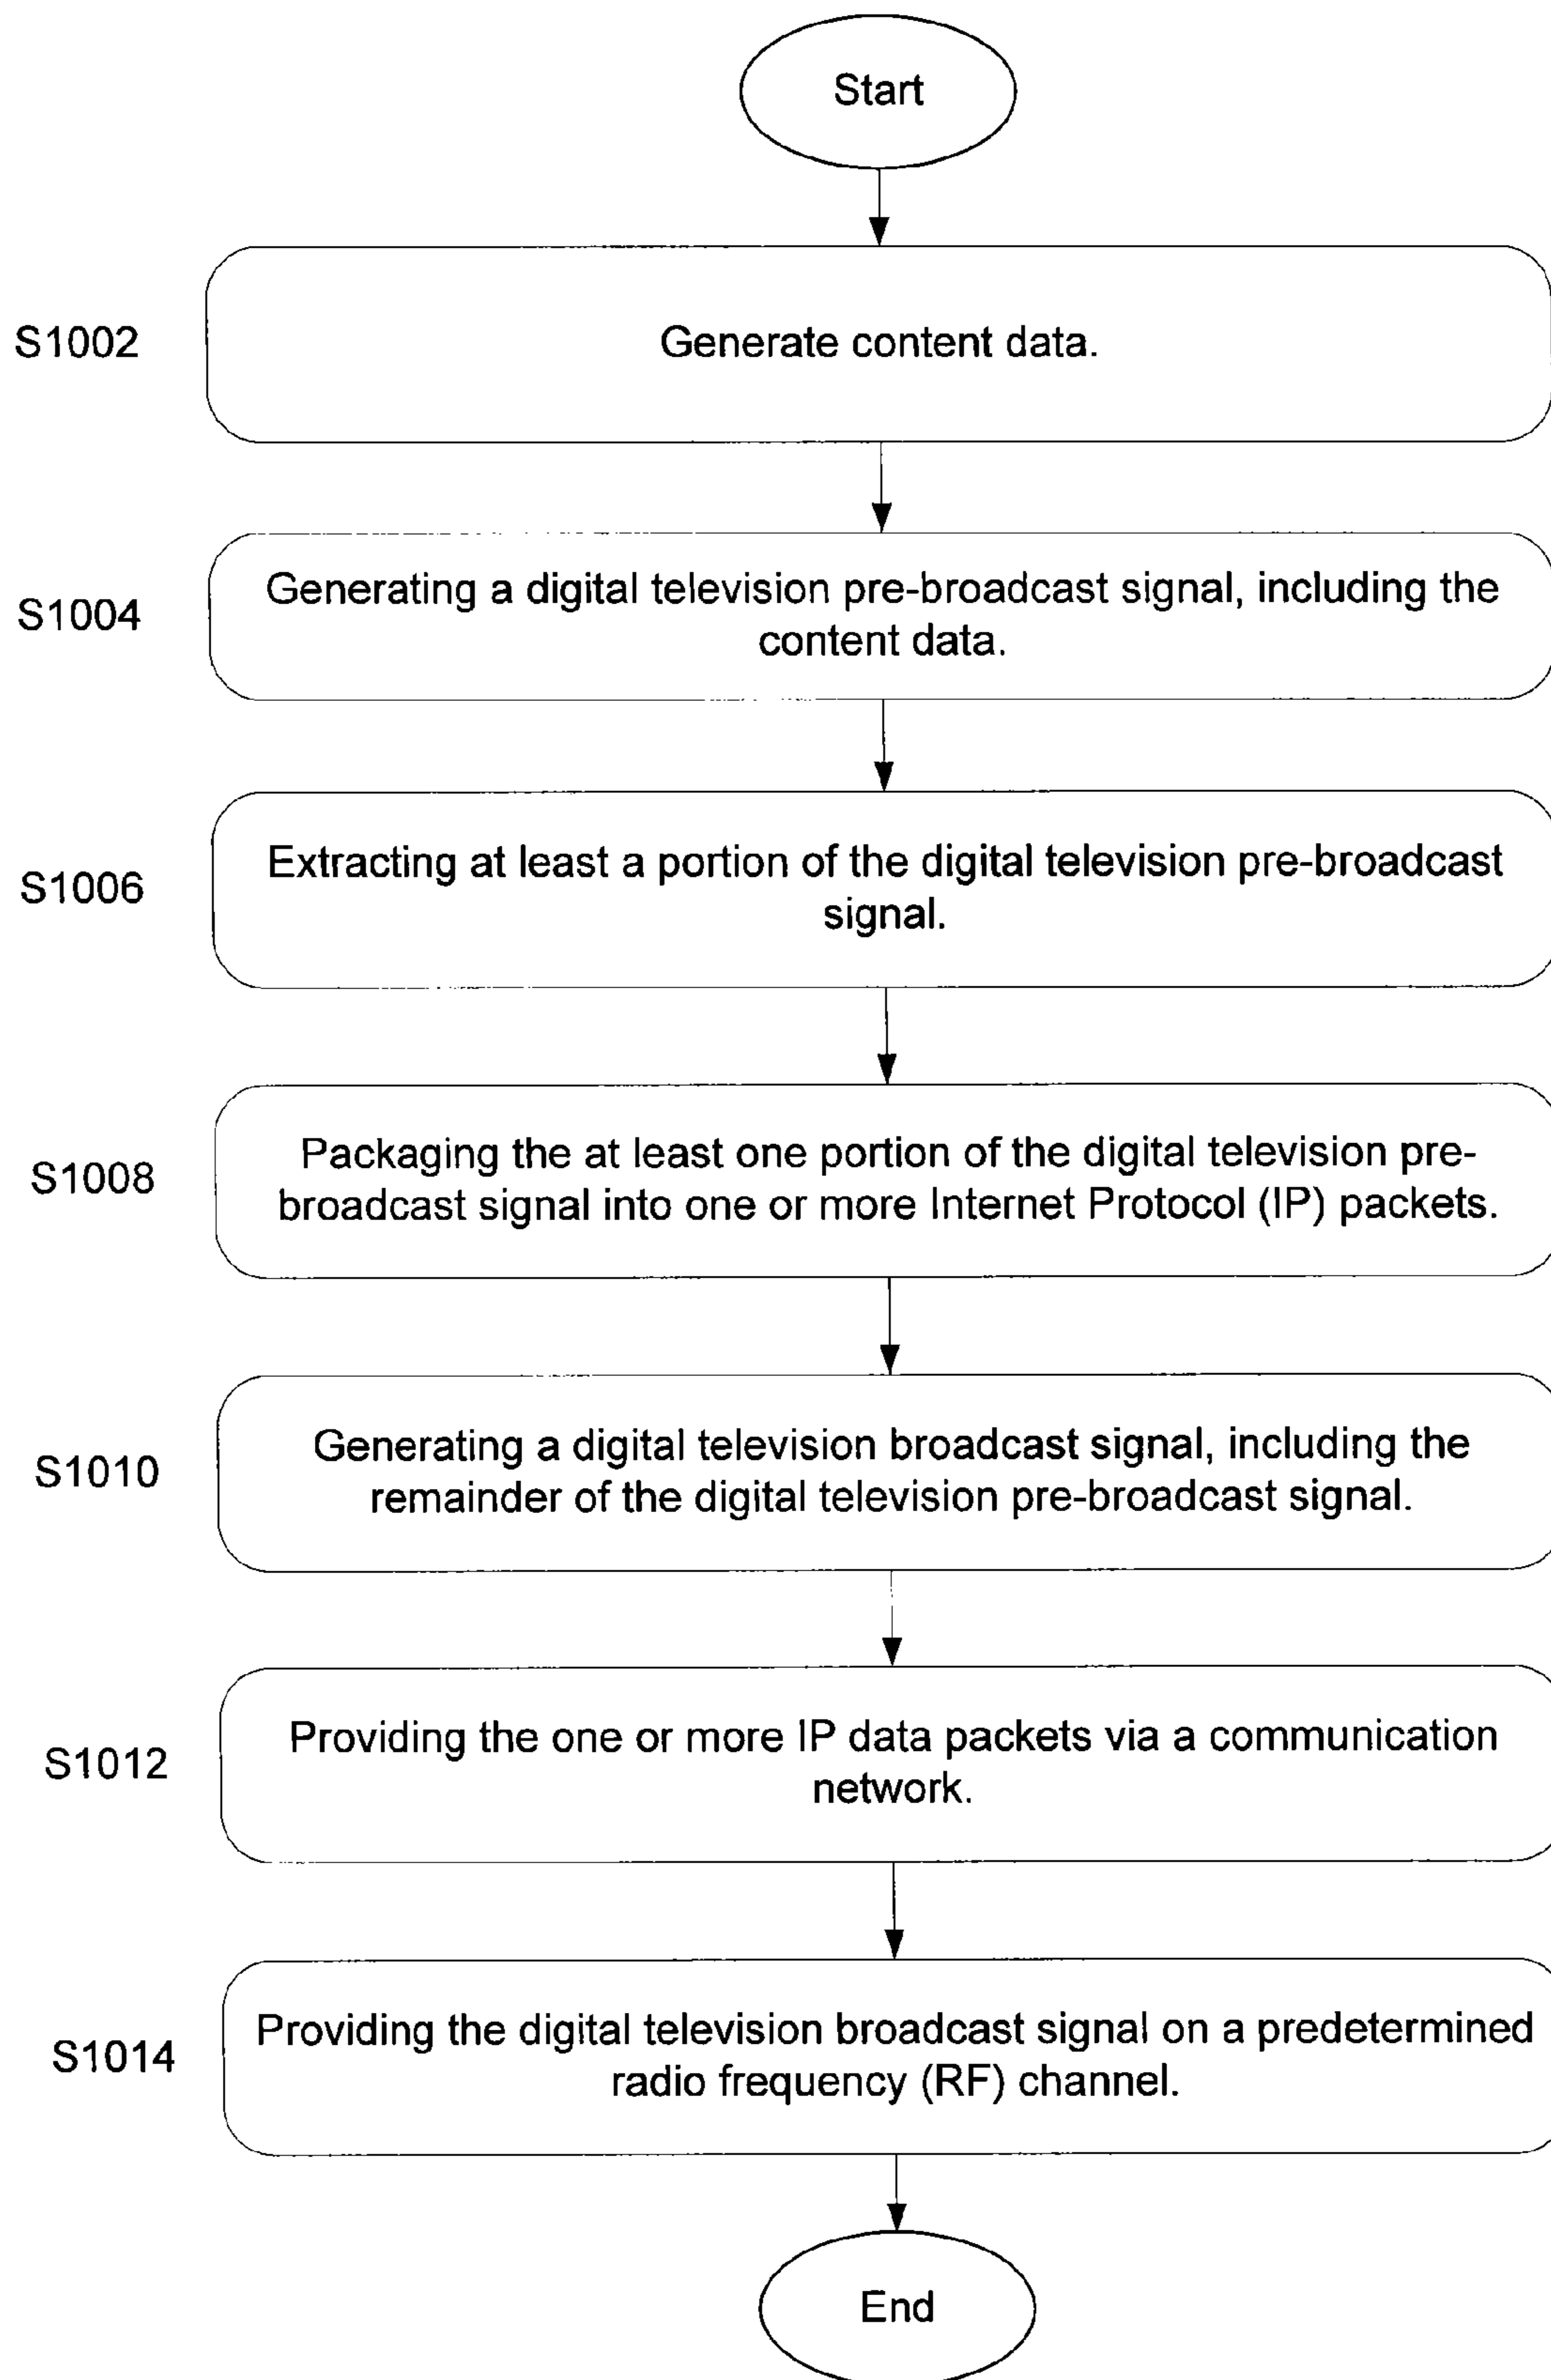 Start
S1002
Generate content data.
S1004
Generating a digital television pre-broadcast signal, including the
content data.
S1006
Extracting at least a portion of the digital television pre-broadcast
signal.
S1008
Packaging the at least one portion of the digital television pre-
broadcast signal into one or more Internet Protocol (IP) packets.
S1010
Generating a digital television broadcast signal, including the
remainder of the digital television pre-broadcast signal.
S1012
Providing the one or more IP data packets via a communication
network.
S1014
Providing the digital television broadcast signal on a predetermined
radio frequency (RF) channel.
End